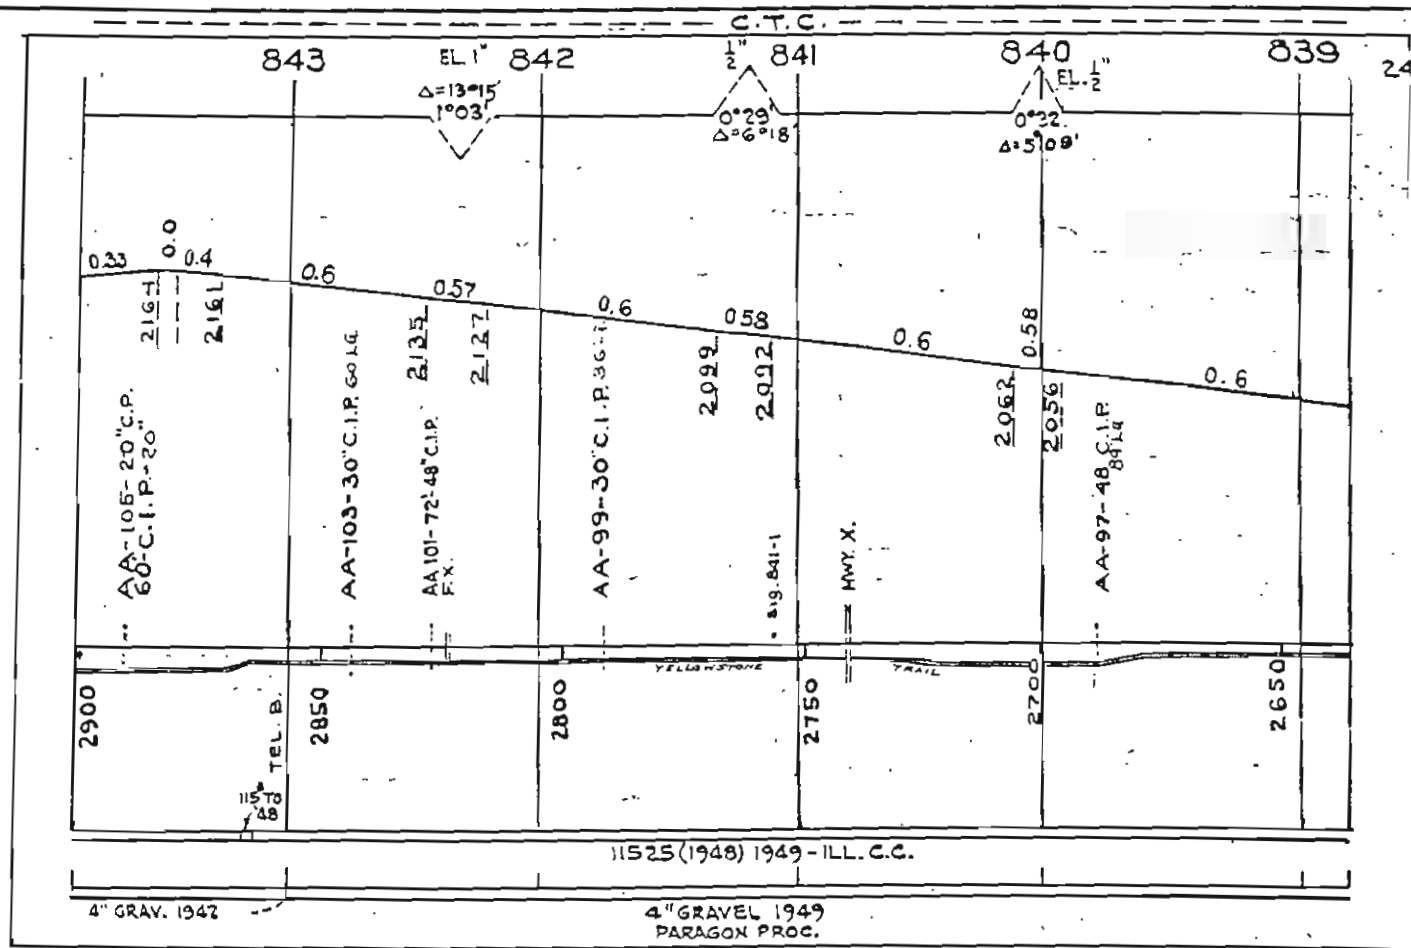 C.T.C.
843
EL 1"
842
½"
841
840
EL. ½"
839
24
Δ=13°15'
1°03'
0°29'
Δ=6°18'
Δ=5°09'
0.33
0.0
0.4
0.6
0.57
0.6
0.58
0.6
0.58
0.6
2164
2161
2135
2127
2099
2092
2062
2056
AA-105-20"C.P.
60'-C.I.P.-20"
AA-103-30"C.I.P. 60 LG.
AA 101-72'-48"C.I.P.
F.X.
AA-99-30"C.I.P.
Sig. 841-1
HWY. X.
AA-97-48 C.I.P.
84 LG
YELLOWSTONE TRAIL
2900
TEL. B.
2850
2800
2750
2700
2650
115 TO
'48
11525 (1948) 1949-ILL.C.C.
4" GRAV. 1942
4" GRAVEL 1949
PARAGON PROC.